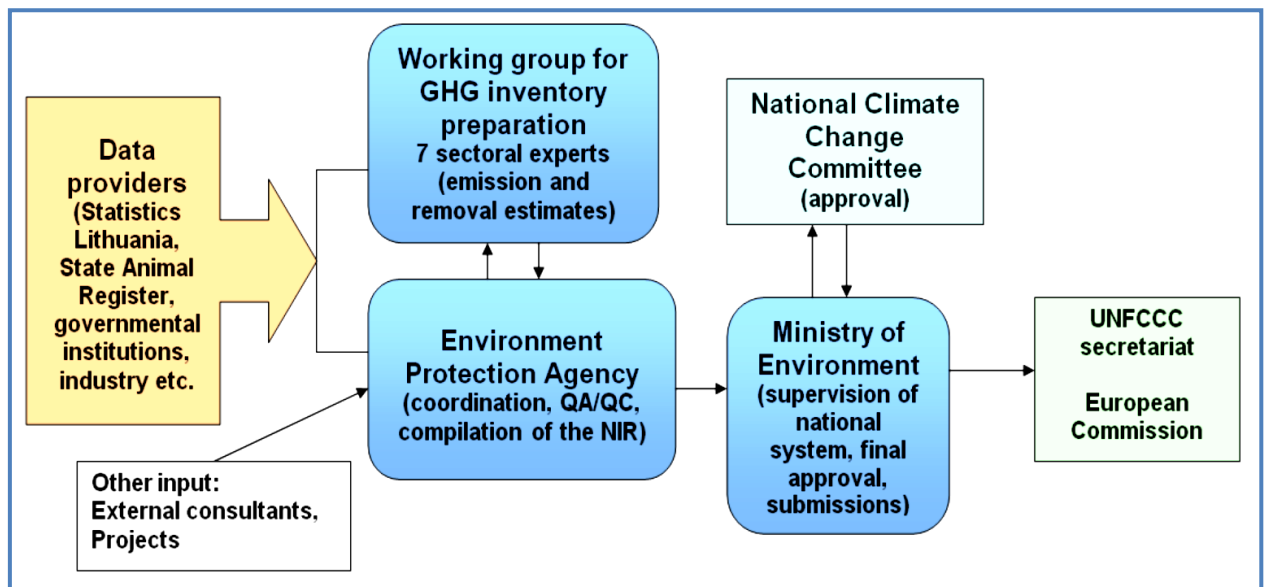 Data
providers
(Statistics
Lithuania,
State Animal
Register,
governmental
institutions,
industry etc.
Other input:
External consultants,
Projects
Working group for
GHG inventory
preparation
7 sectoral experts
(emission and
removal estimates)
Environment
Protection Agency
(coordination, QA/QC,
compilation of the NIR)
National Climate
Change
Committee
(approval)
Ministry of
Environment
(supervision of
national
system, final
approval,
submissions)
UNFCCC
secretariat
European
Commission